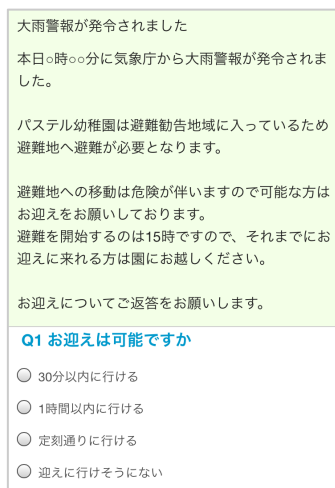 大雨警報が発令されました
本日○時○○分に気象庁から大雨警報が発令されま
した。
パステル幼稚園は避難勧告地域に入っているため
避難地へ避難が必要となります。
避難地への移動は危険が伴いますので可能な方は
お迎えをお願いしております。
避難を開始するのは15時ですので、それまでにお
迎えに来れる方は園にお越しください。
お迎えについてご返答をお願いします。
Q1 お迎えは可能ですか
30分以内に行ける
1時間以内に行ける
定刻通りに行ける
迎えに行けそうにない